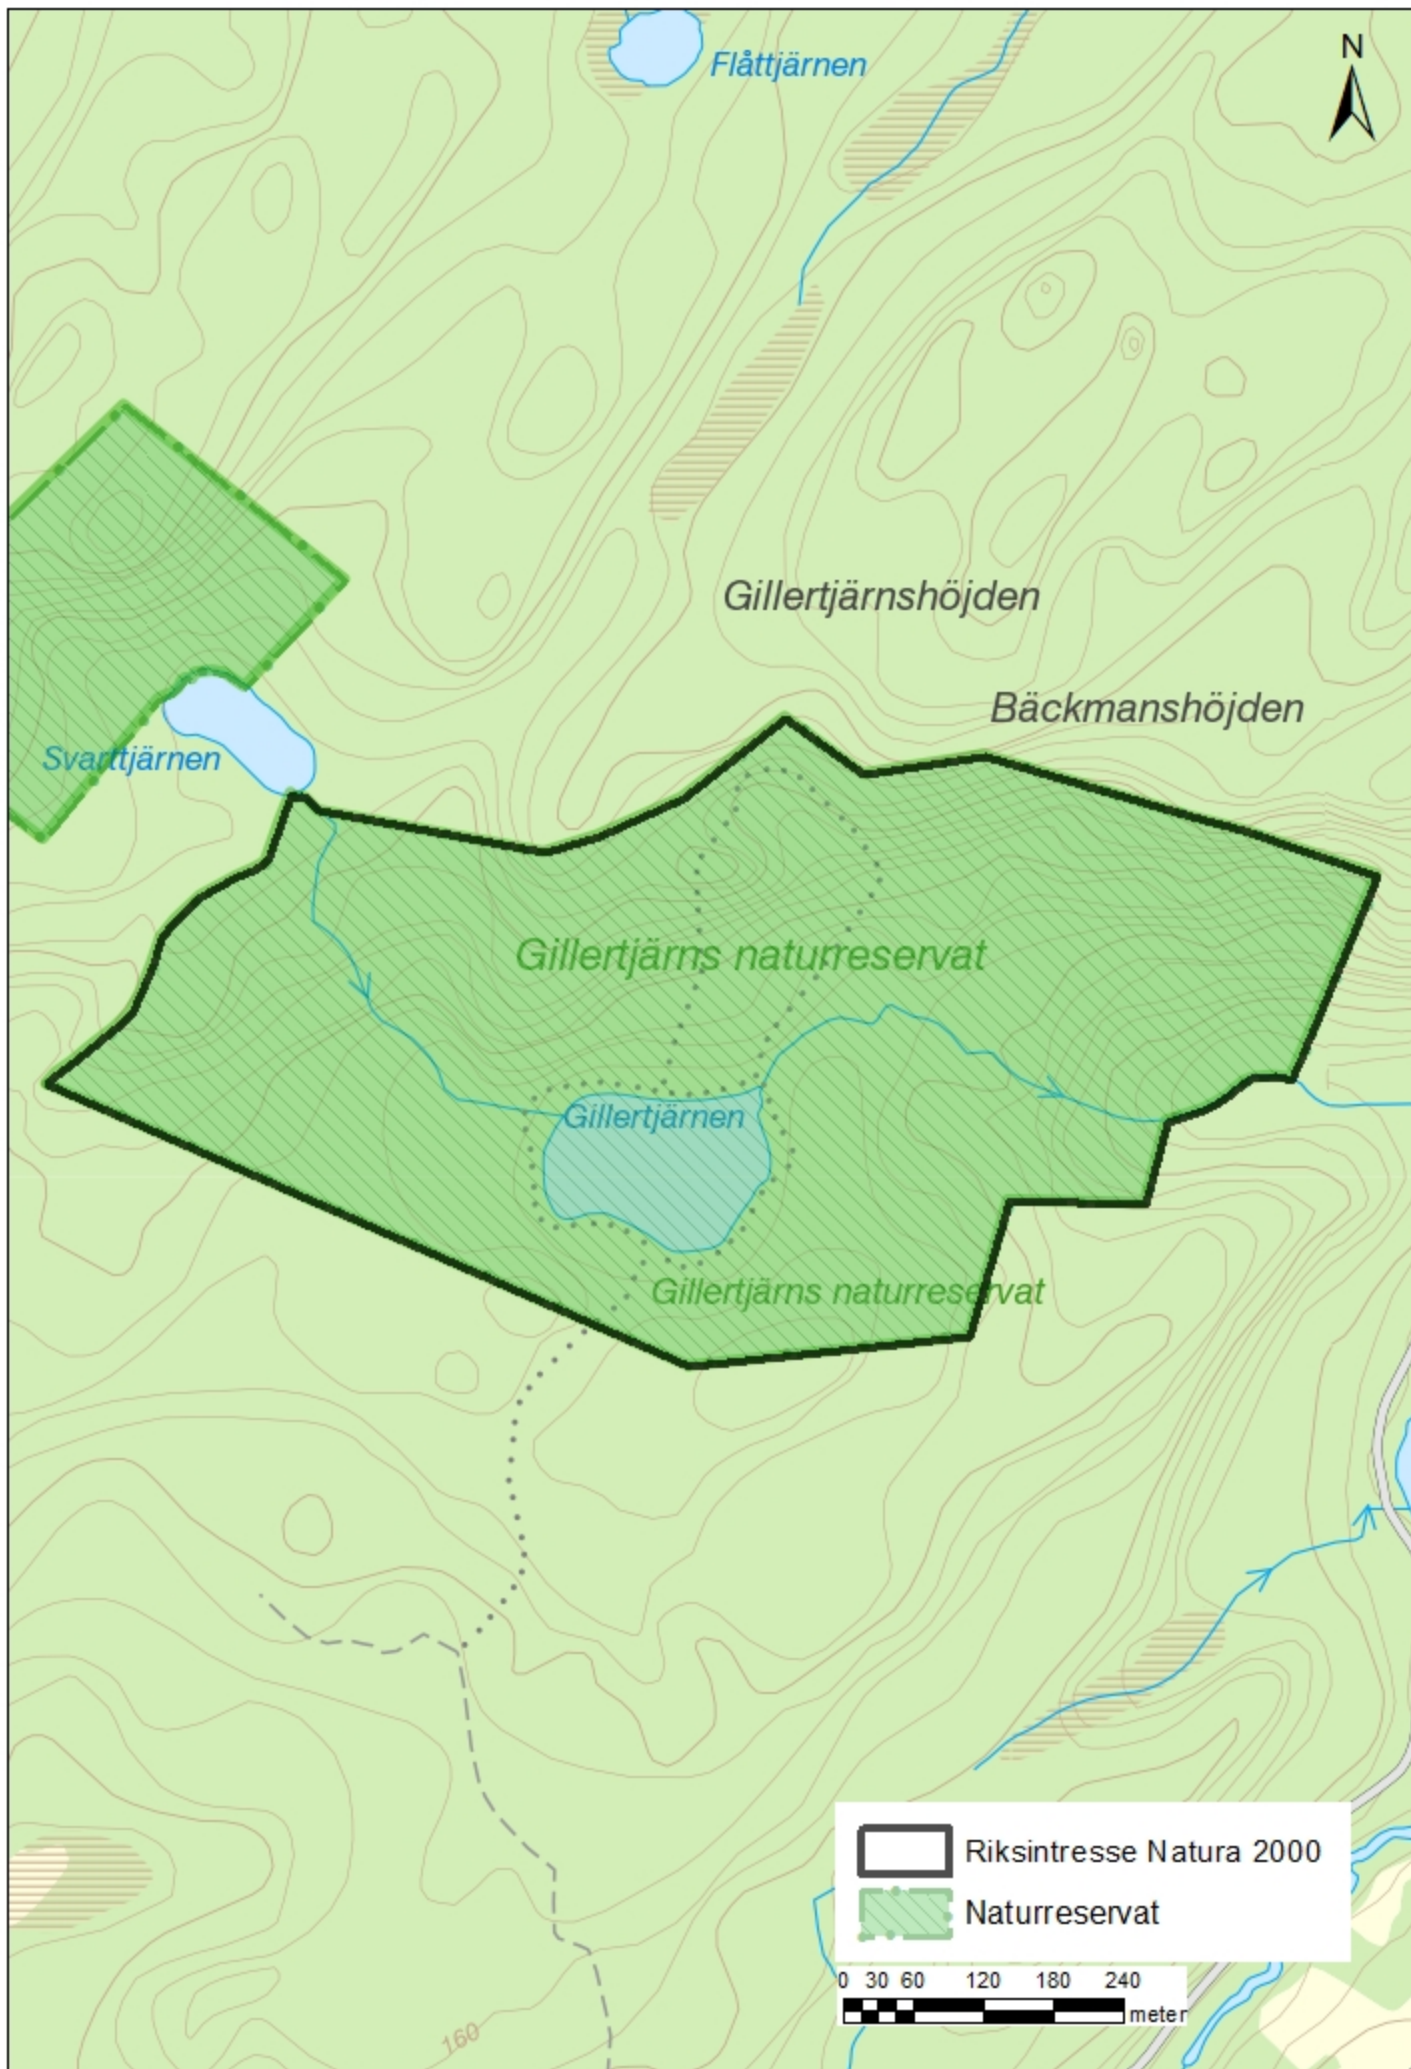 N
Flåttjärnen
Gillertjärnshöjden
Bäckmanshöjden
Svarttjärnen
Gillertjärns naturreservat
Gillertjärnen
Gillertjärns naturreservat
Riksintresse Natura 2000
Naturreservat
0 30 60 120 180 240
meter
160